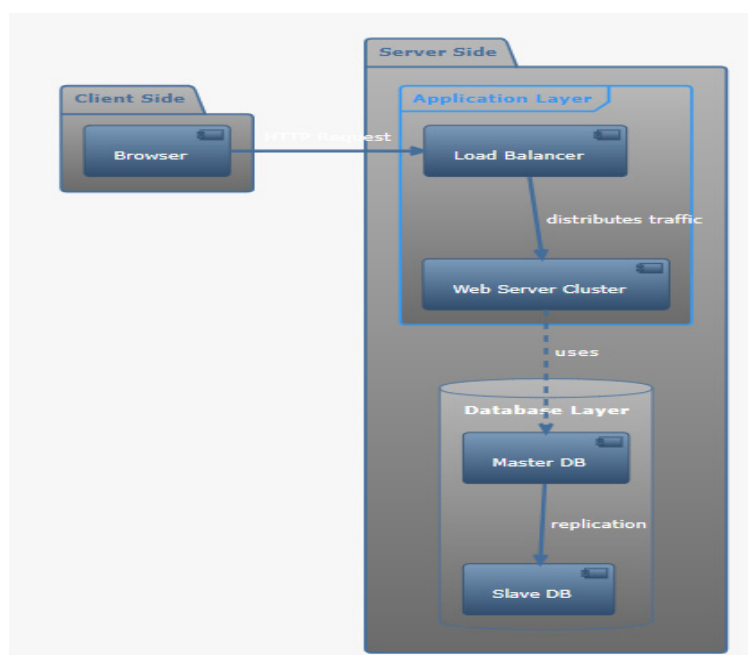 Server Side
Client Side
Application Layer
Browser
HTTP Request
Load Balancer
distributes traffic
Web Server Cluster
uses
Database Layer
Master DB
replication
Slave DB